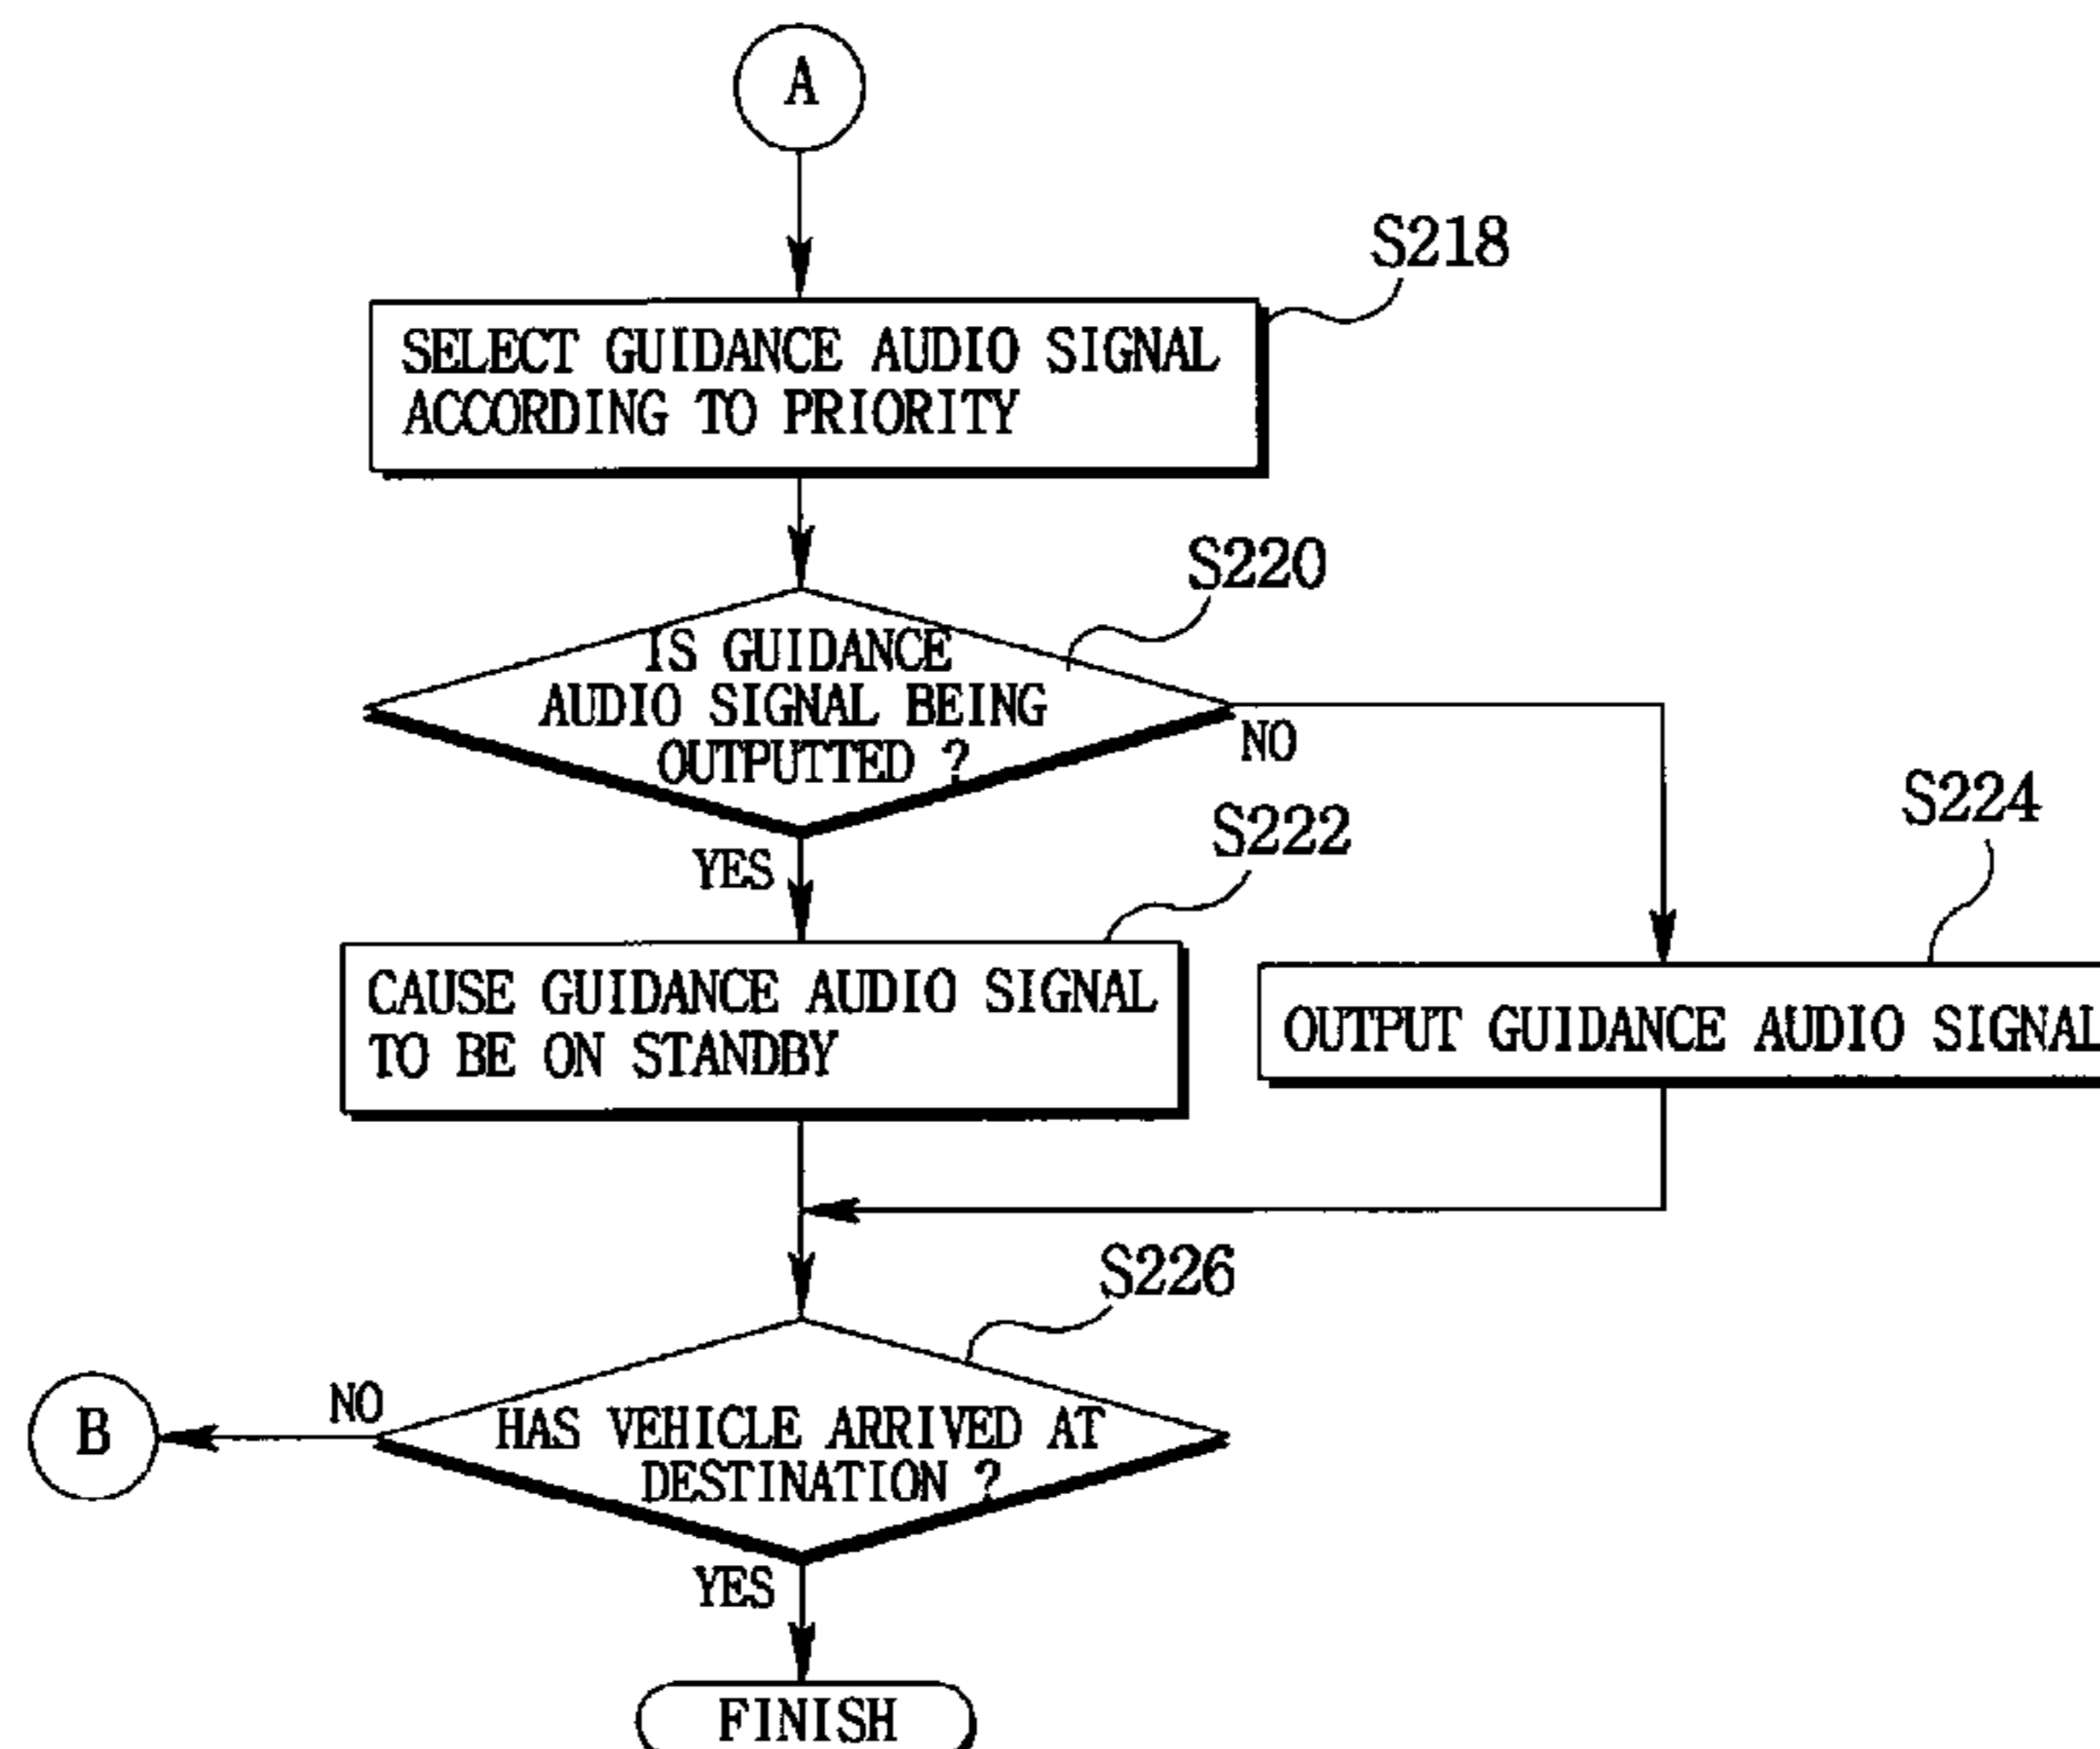 A
S218
SELECT GUIDANCE AUDIO SIGNAL
ACCORDING TO PRIORITY
S220
IS GUIDANCE
AUDIO SIGNAL BEING
OUTPUTTED ?
NO
YES
S222
S224
CAUSE GUIDANCE AUDIO SIGNAL
TO BE ON STANDBY
OUTPUT GUIDANCE AUDIO SIGNAL
S226
NO
B
HAS VEHICLE ARRIVED AT
DESTINATION ?
YES
FINISH